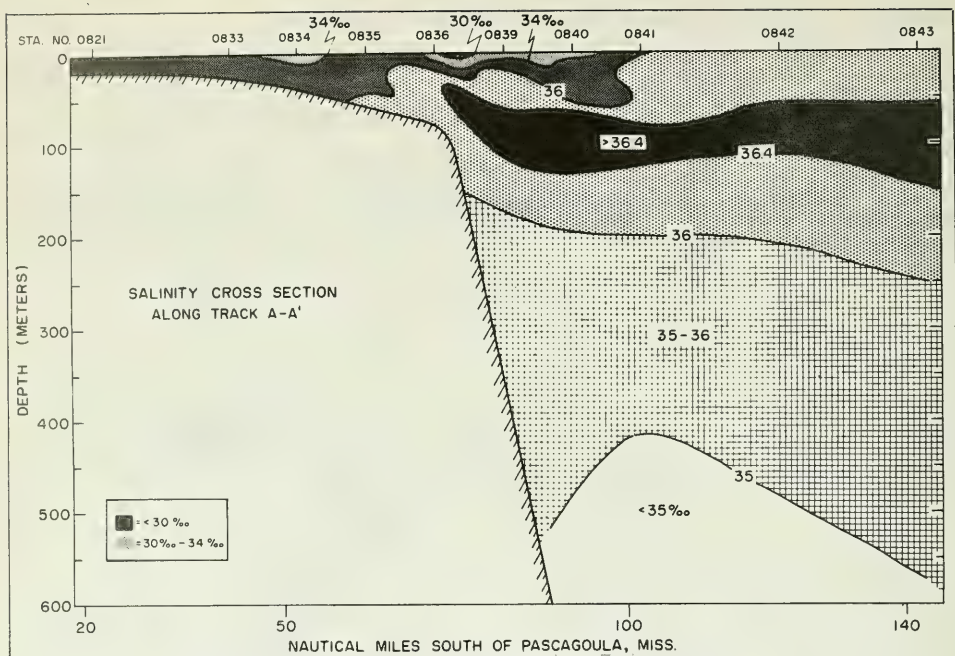 34‰ 30‰ 34‰
STA. NO. 0821 0833 0834 0835 0836 0839 0840 0841 0842 0843
0
36
100
>36.4
36.4
200
36
SALINITY CROSS SECTION
ALONG TRACK A-A'
300
35-36
400
35
500
<35‰
= <30‰
=30‰-34‰
600
DEPTH (METERS)
20 50 100 140
NAUTICAL MILES SOUTH OF PASCAGOULA, MISS.